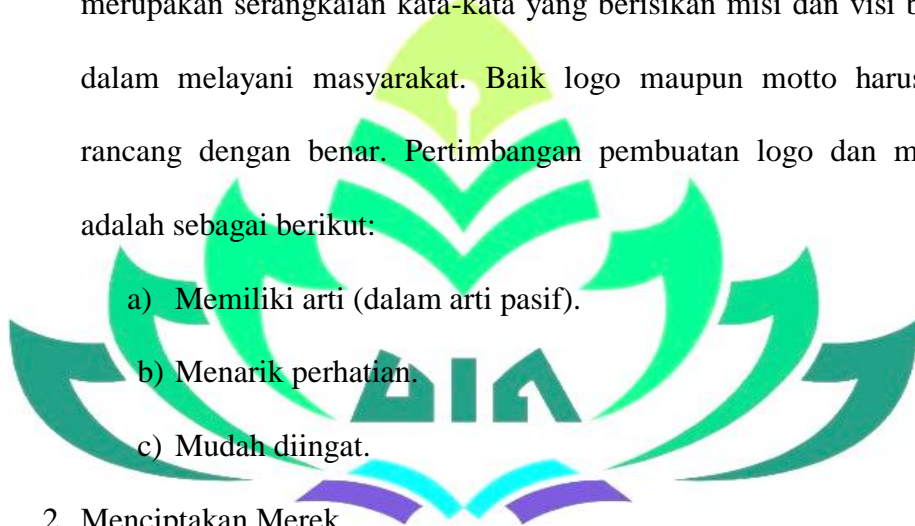 merupakan serangkaian kata-kata yang berisikan misi dan visi
dalam melayani masyarakat. Baik logo maupun motto harus
rancang dengan benar. Pertimbangan pembuatan logo dan
adalah sebagai berikut:
a) Memiliki arti (dalam arti pasif).
b) Menarik perhatian.
c) Mudah diingat.
2. Menciptakan Merek